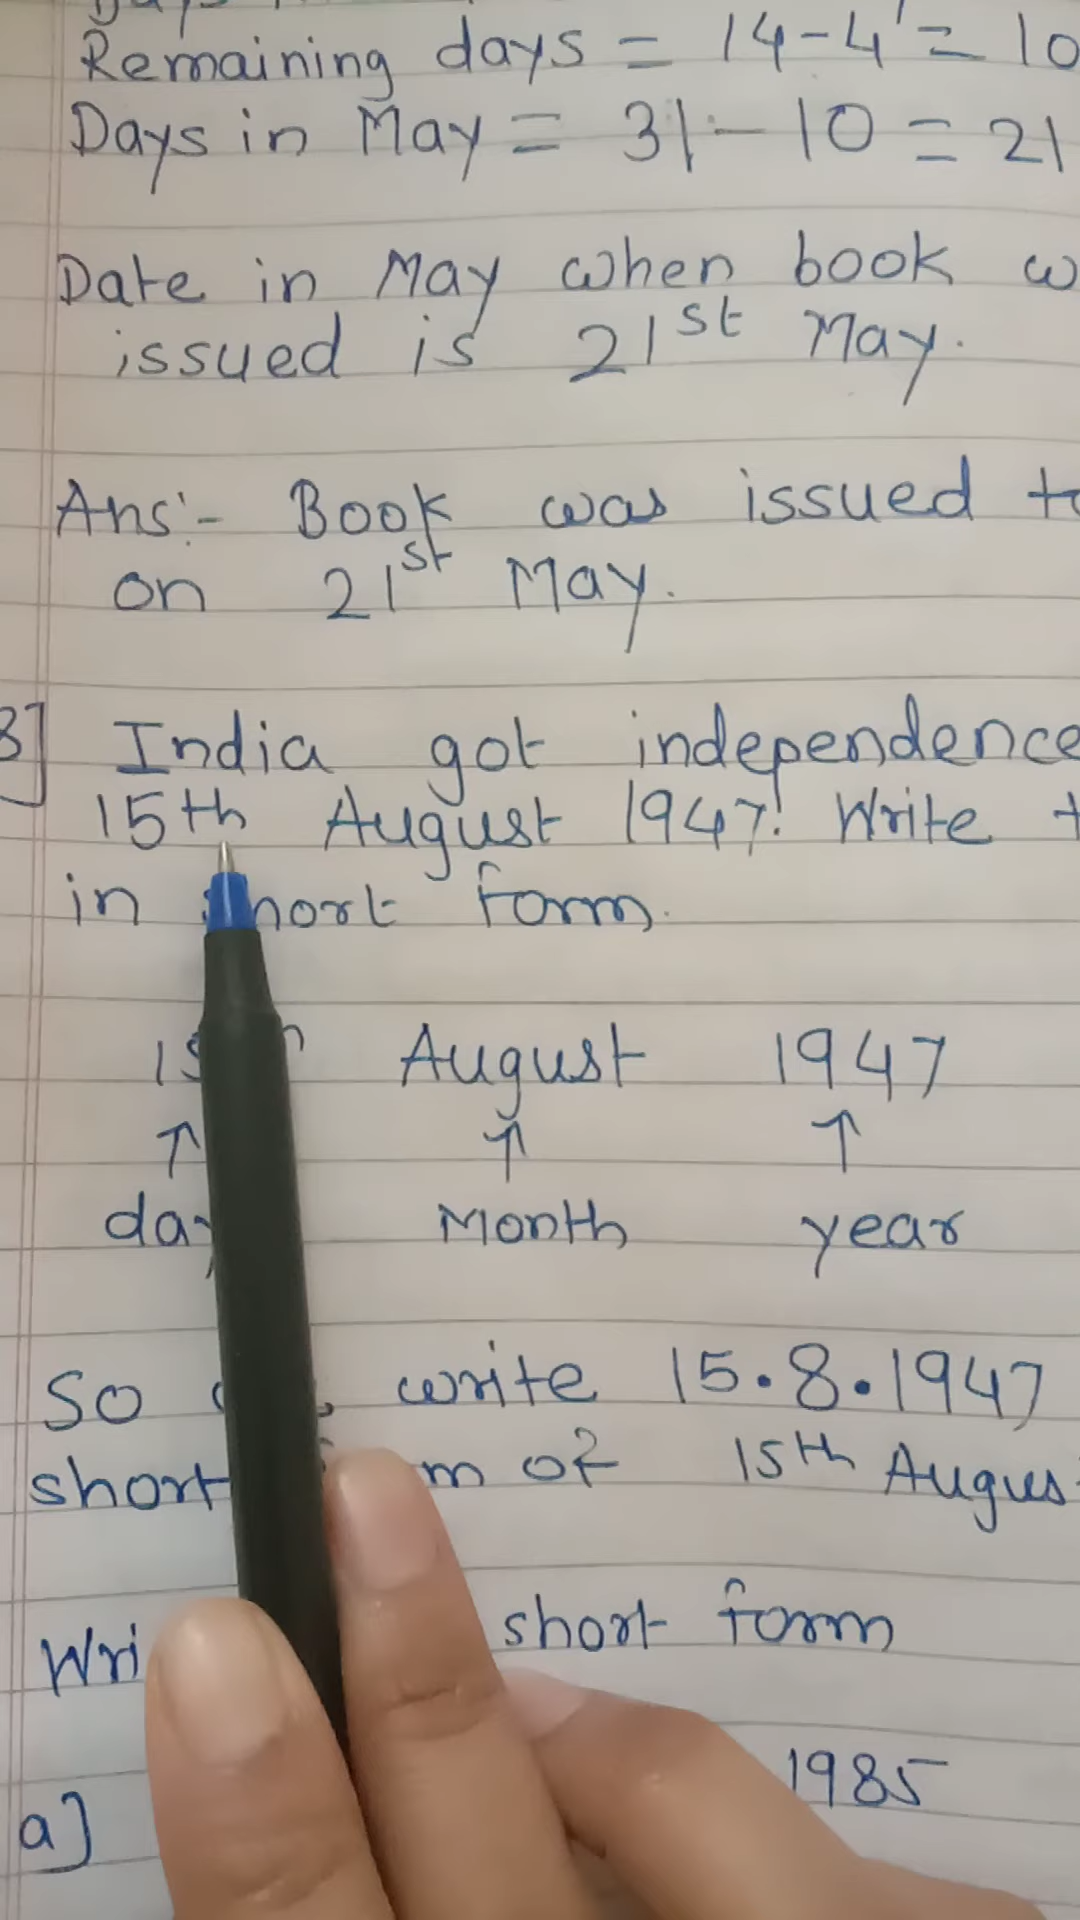 Remaining days = 14-4 = 10
Days in May = 31 - 10 = 21
Date in May when book
issued is 21st May.
Ans:- Book was issued
on 21st May.
3] India got independence
15th August 1947. Write
in short form.
August 1947
↑ ↑ ↑
day Month year
So write 15.8.1947
short of 15th
short form
1985
a]